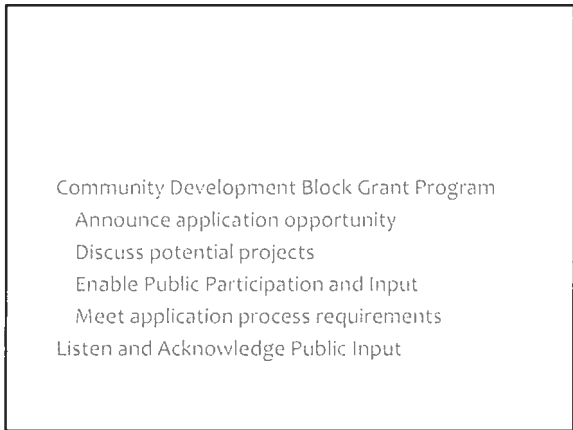 Community Development Block Grant Program
Announce application opportunity
Discuss potential projects
Enable Public Participation and Input
Meet application process requirements
Listen and Acknowledge Public Input